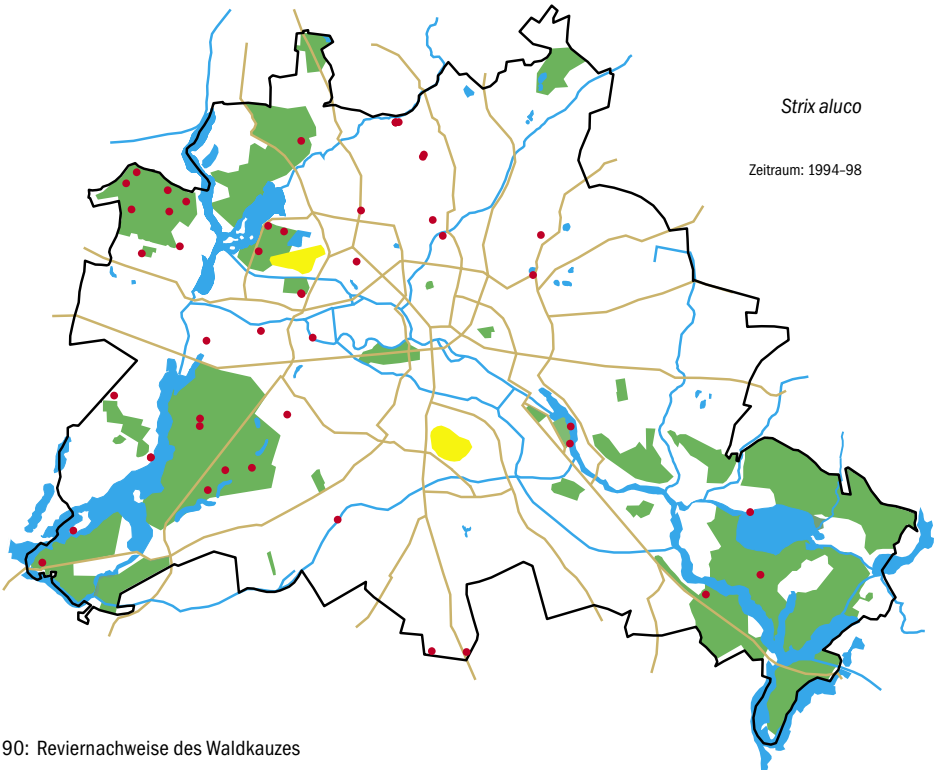 Strix aluco
Zeitraum: 1994–98
90: Reviernachweise des Waldkauzes